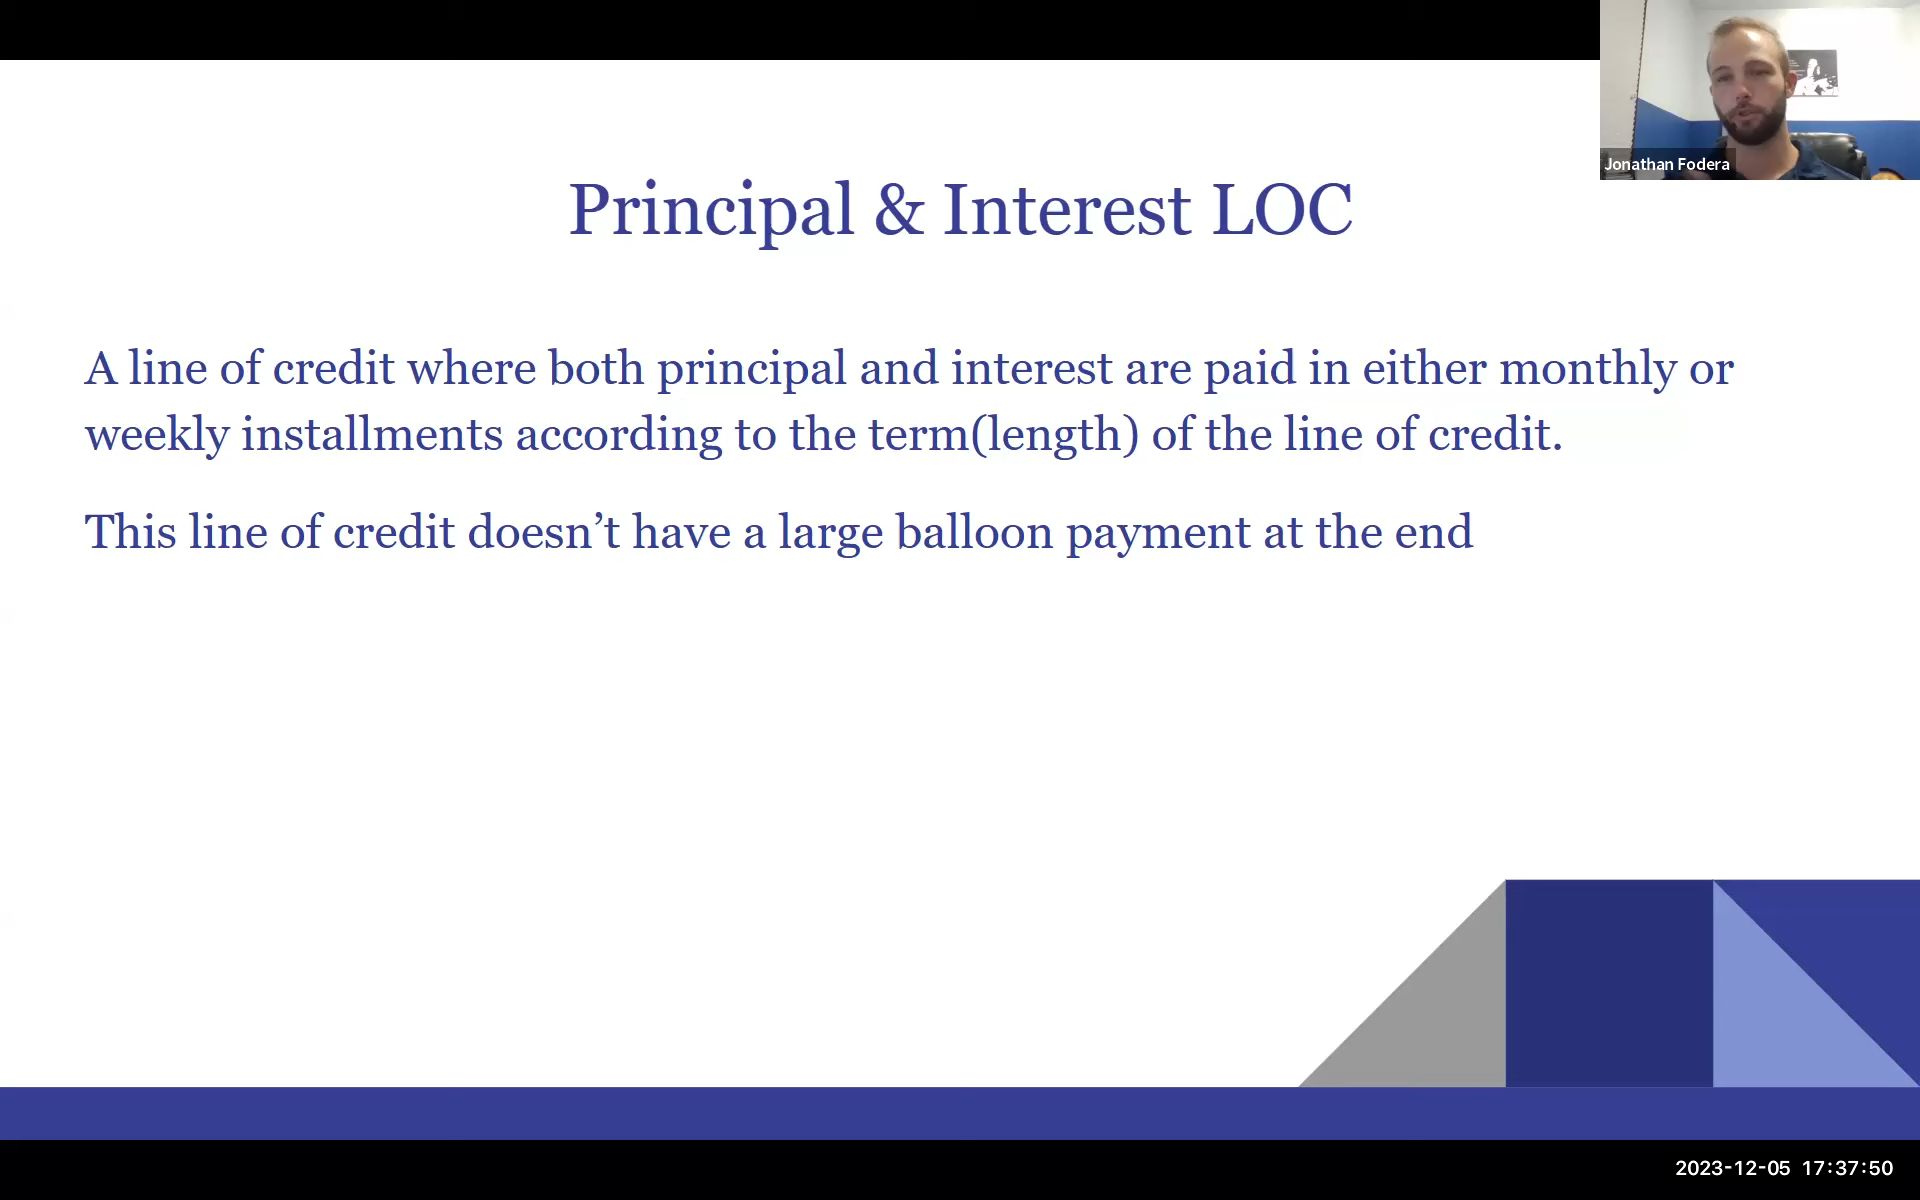 Jonathan Fodera
Principal & Interest LOC
A line of credit where both principal and interest are paid in either monthly or
weekly installments according to the term(length) of the line of credit.
This line of credit doesn’t have a large balloon payment at the end
2023-12-05 17:37:50